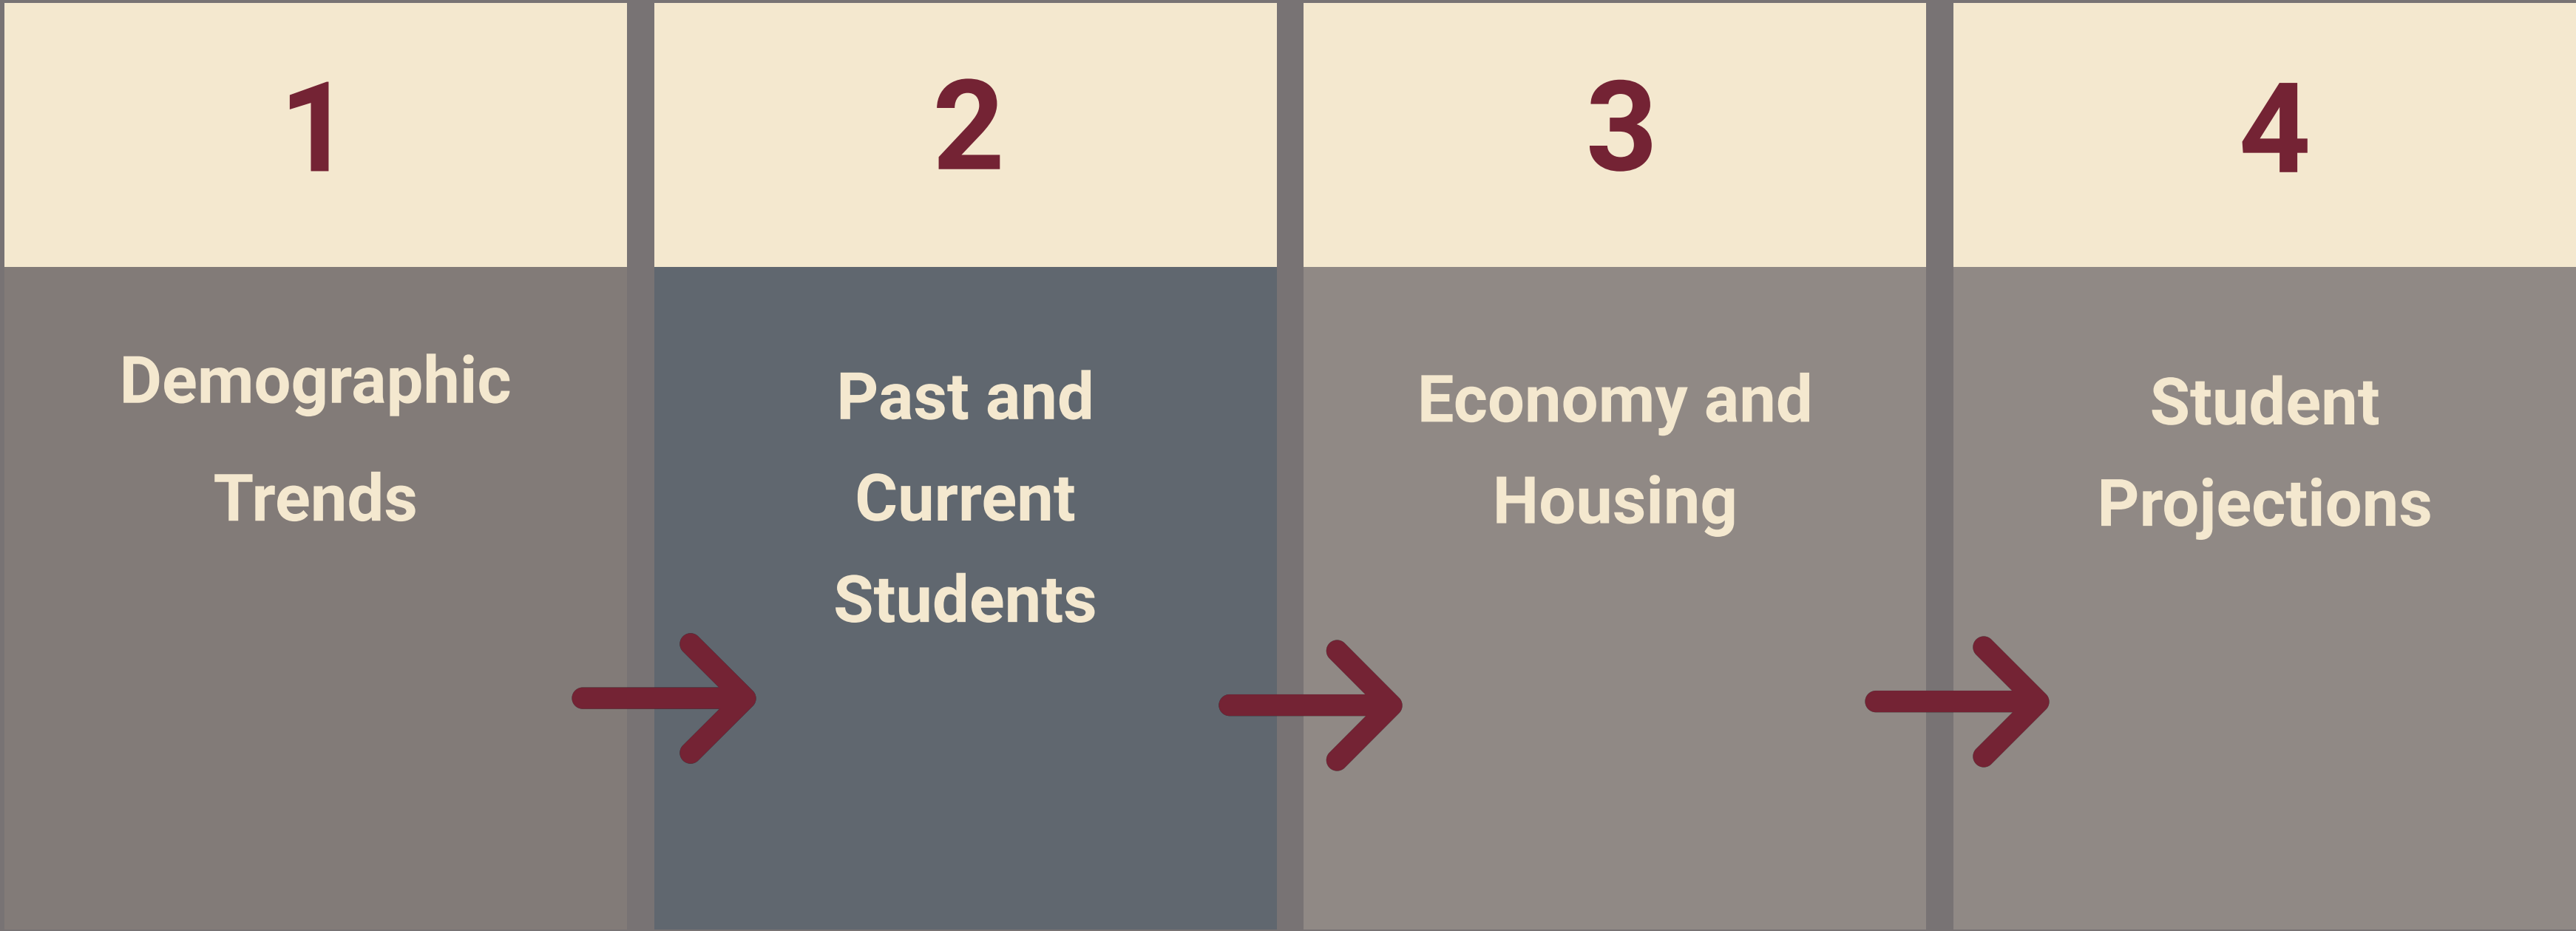 1
Demographic
Trends
2
Past and
Current
Students
3
Economy and
Housing
4
Student
Projections